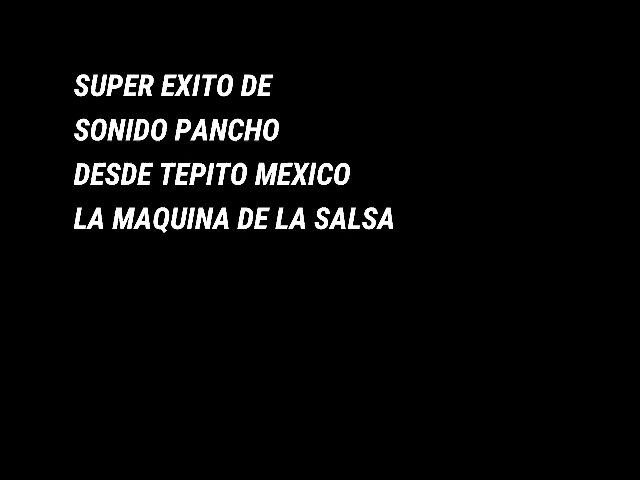 SUPER EXITO DE
SONIDO PANCHO
DESDE TEPITO MEXICO
LA MAQUINA DE LA SALSA